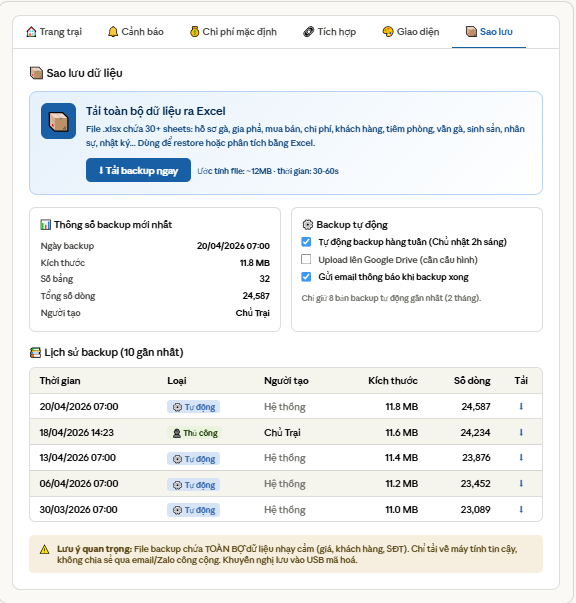 Trang trại Cảnh báo Chi phí mặc định Tích hợp Giao diện Sao lưu
Sao lưu dữ liệu
Tải toàn bộ dữ liệu ra Excel
File .xlsx chứa 30+ sheets: hồ sơ gà, gia phả, mua bán, chi phí, khách hàng, tiêm phòng, vần gà, sinh sản, nhân
sự, nhật ký... Dùng để restore hoặc phân tích bằng Excel.
⬇ Tải backup ngay Ước tính file: ~12MB · thời gian: 30-60s
Thông số backup mới nhất
Ngày backup 20/04/2026 07:00
Kích thước 11.8 MB
Số bảng 32
Tổng số dòng 24,587
Người tạo Chủ Trại
Backup tự động
Tự động backup hàng tuần (Chủ nhật 2h sáng)
Upload lên Google Drive (cần cấu hình)
Gửi email thông báo khi backup xong
Chỉ giữ 8 bản backup tự động gần nhất (2 tháng).
Lịch sử backup (10 gần nhất)
Thời gian Loại Người tạo Kích thước Số dòng Tải
20/04/2026 07:00 Tự động Hệ thống 11.8 MB 24,587 ⬇
18/04/2026 14:23 Thủ công Chủ Trại 11.6 MB 24,234 ⬇
13/04/2026 07:00 Tự động Hệ thống 11.4 MB 23,876 ⬇
06/04/2026 07:00 Tự động Hệ thống 11.2 MB 23,452 ⬇
30/03/2026 07:00 Tự động Hệ thống 11.0 MB 23,089 ⬇
Lưu ý quan trọng: File backup chứa TOÀN BỘ dữ liệu nhạy cảm (giá, khách hàng, SĐT). Chỉ tải về máy tính tin cậy,
không chia sẻ qua email/Zalo công cộng. Khuyến nghị lưu vào USB mã hoá.